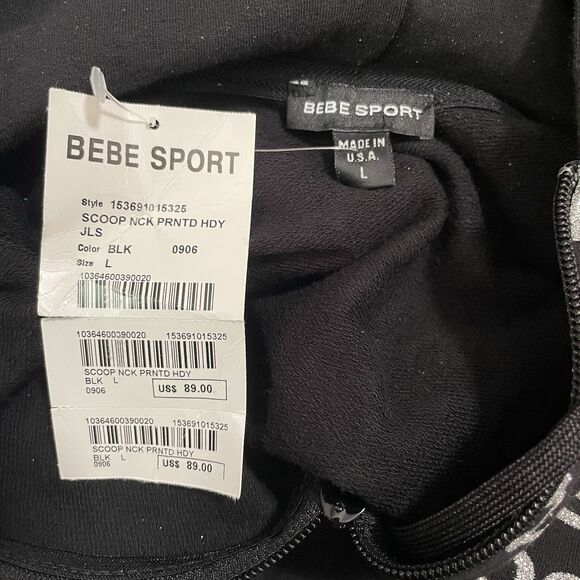 BEBE SPORT
MADE IN
U.S.A.
L
BEBE SPORT
Style 153691015325
SCOOP NCK PRNTD HDY
JLS
Color BLK 0906
Size L
10364600390020
10364600390020 153691015325
SCOOP NCK PRNTD HDY
BLK L
0906 US$ 89.00
10364600390020 153691015325
SCOOP NCK PRNTD HDY
BLK L
0906 US$ 89.00